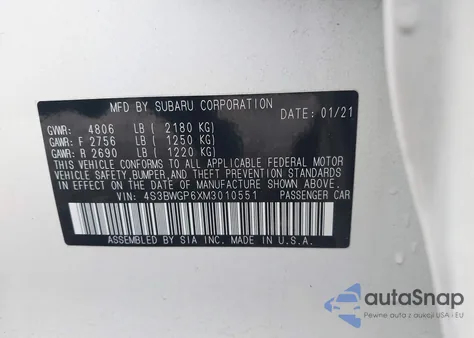 MFD BY SUBARU CORPORATION
DATE: 01/21
GVWR: 4806 LB ( 2180 KG)
GAWR: F 2756 LB ( 1250 KG)
GAWR: R 2690 LB ( 1220 KG)
THIS VEHICLE CONFORMS TO ALL APPLICABLE FEDERAL MOTOR
VEHICLE SAFETY, BUMPER, AND THEFT PREVENTION STANDARDS
IN EFFECT ON THE DATE OF MANUFACTURE SHOWN ABOVE.
VIN: 4S3BWGP6XM3010551 PASSENGER CAR
ASSEMBLED BY SIA INC. MADE IN U.S.A.
autoSnap
Pewne auto z aukcji USA - EU